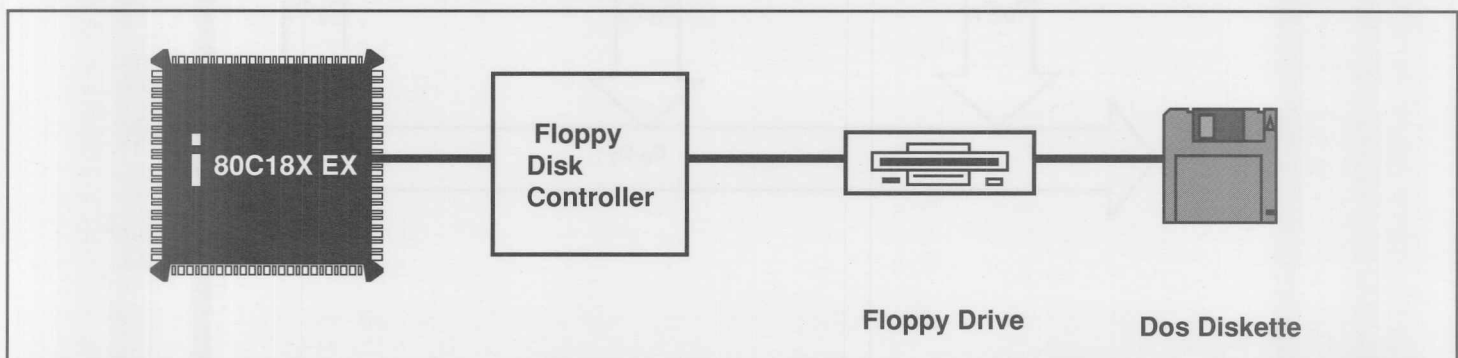 80C18X EX
Floppy
Disk
Controller
Floppy Drive
Dos Diskette